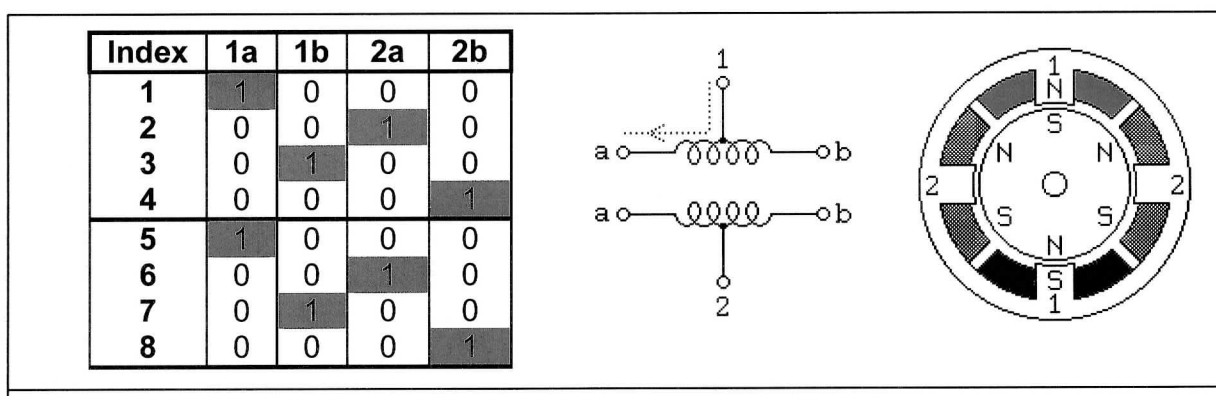 Index 1a 1b 2a 2b
1 1 0 0 0
2 0 0 1 0
3 0 1 0 0
4 0 0 0 1
5 1 0 0 0
6 0 0 1 0
7 0 1 0 0
8 0 0 0 1
1
a b
a b
2
1
N
S
N N
2 2
S S
N
S
1